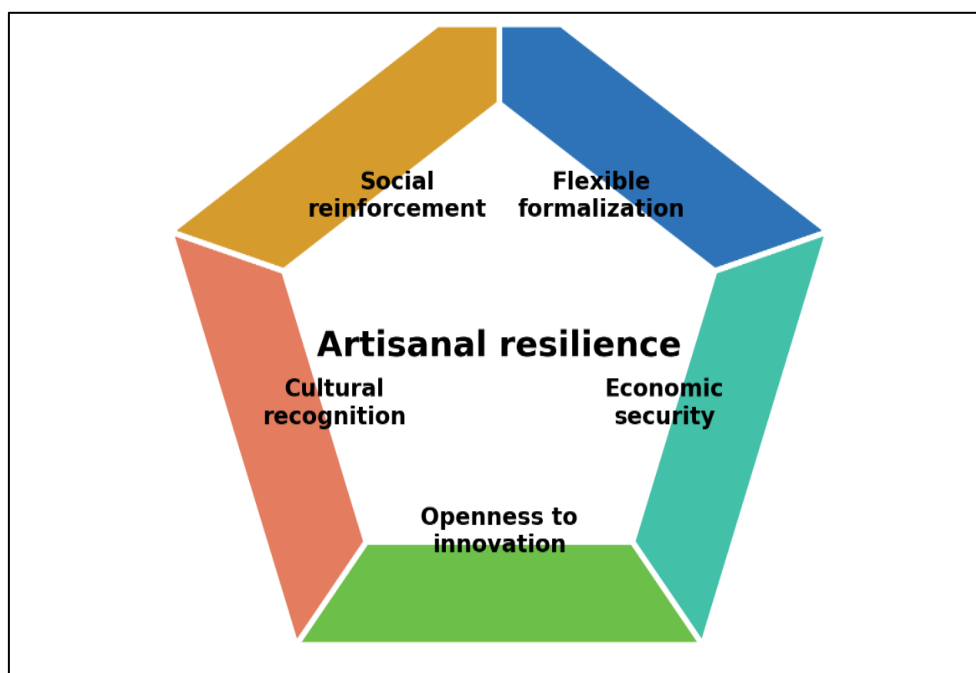 Social
reinforcement
Flexible
formalization
Artisanal resilience
Cultural
recognition
Economic
security
Openness to
innovation